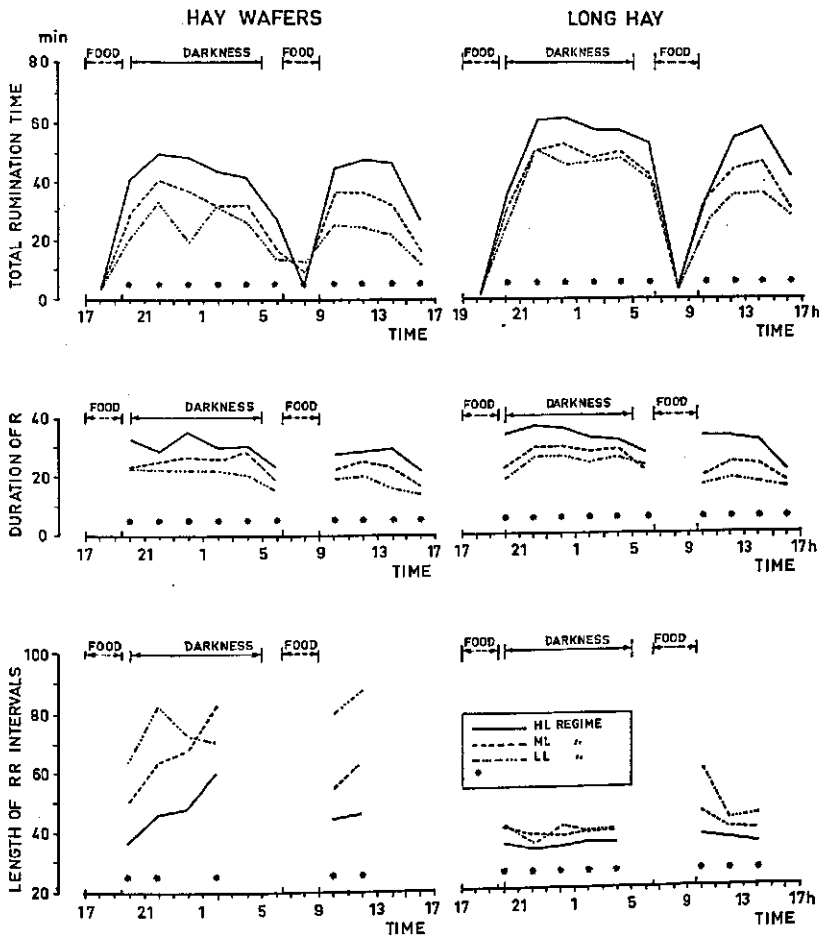 HAY WAFERS
LONG HAY
min
FOOD DARKNESS FOOD
FOOD DARKNESS FOOD
TOTAL RUMINATION TIME
80
60
40
20
0
17 21 1 5 9 13 17
TIME
19 21 1 5 9 13 17h
TIME
FOOD DARKNESS FOOD
FOOD DARKNESS FOOD
DURATION OF R
40
20
0
17 21 1 5 9 13 17
TIME
17 21 1 5 9 13 17h
TIME
FOOD DARKNESS FOOD
FOOD DARKNESS FOOD
LENGTH OF RR INTERVALS
100
80
60
40
20
HL REGIME
ML "
LL "
17 21 1 5 9 13 17
TIME
17 21 1 5 9 13 17h
TIME